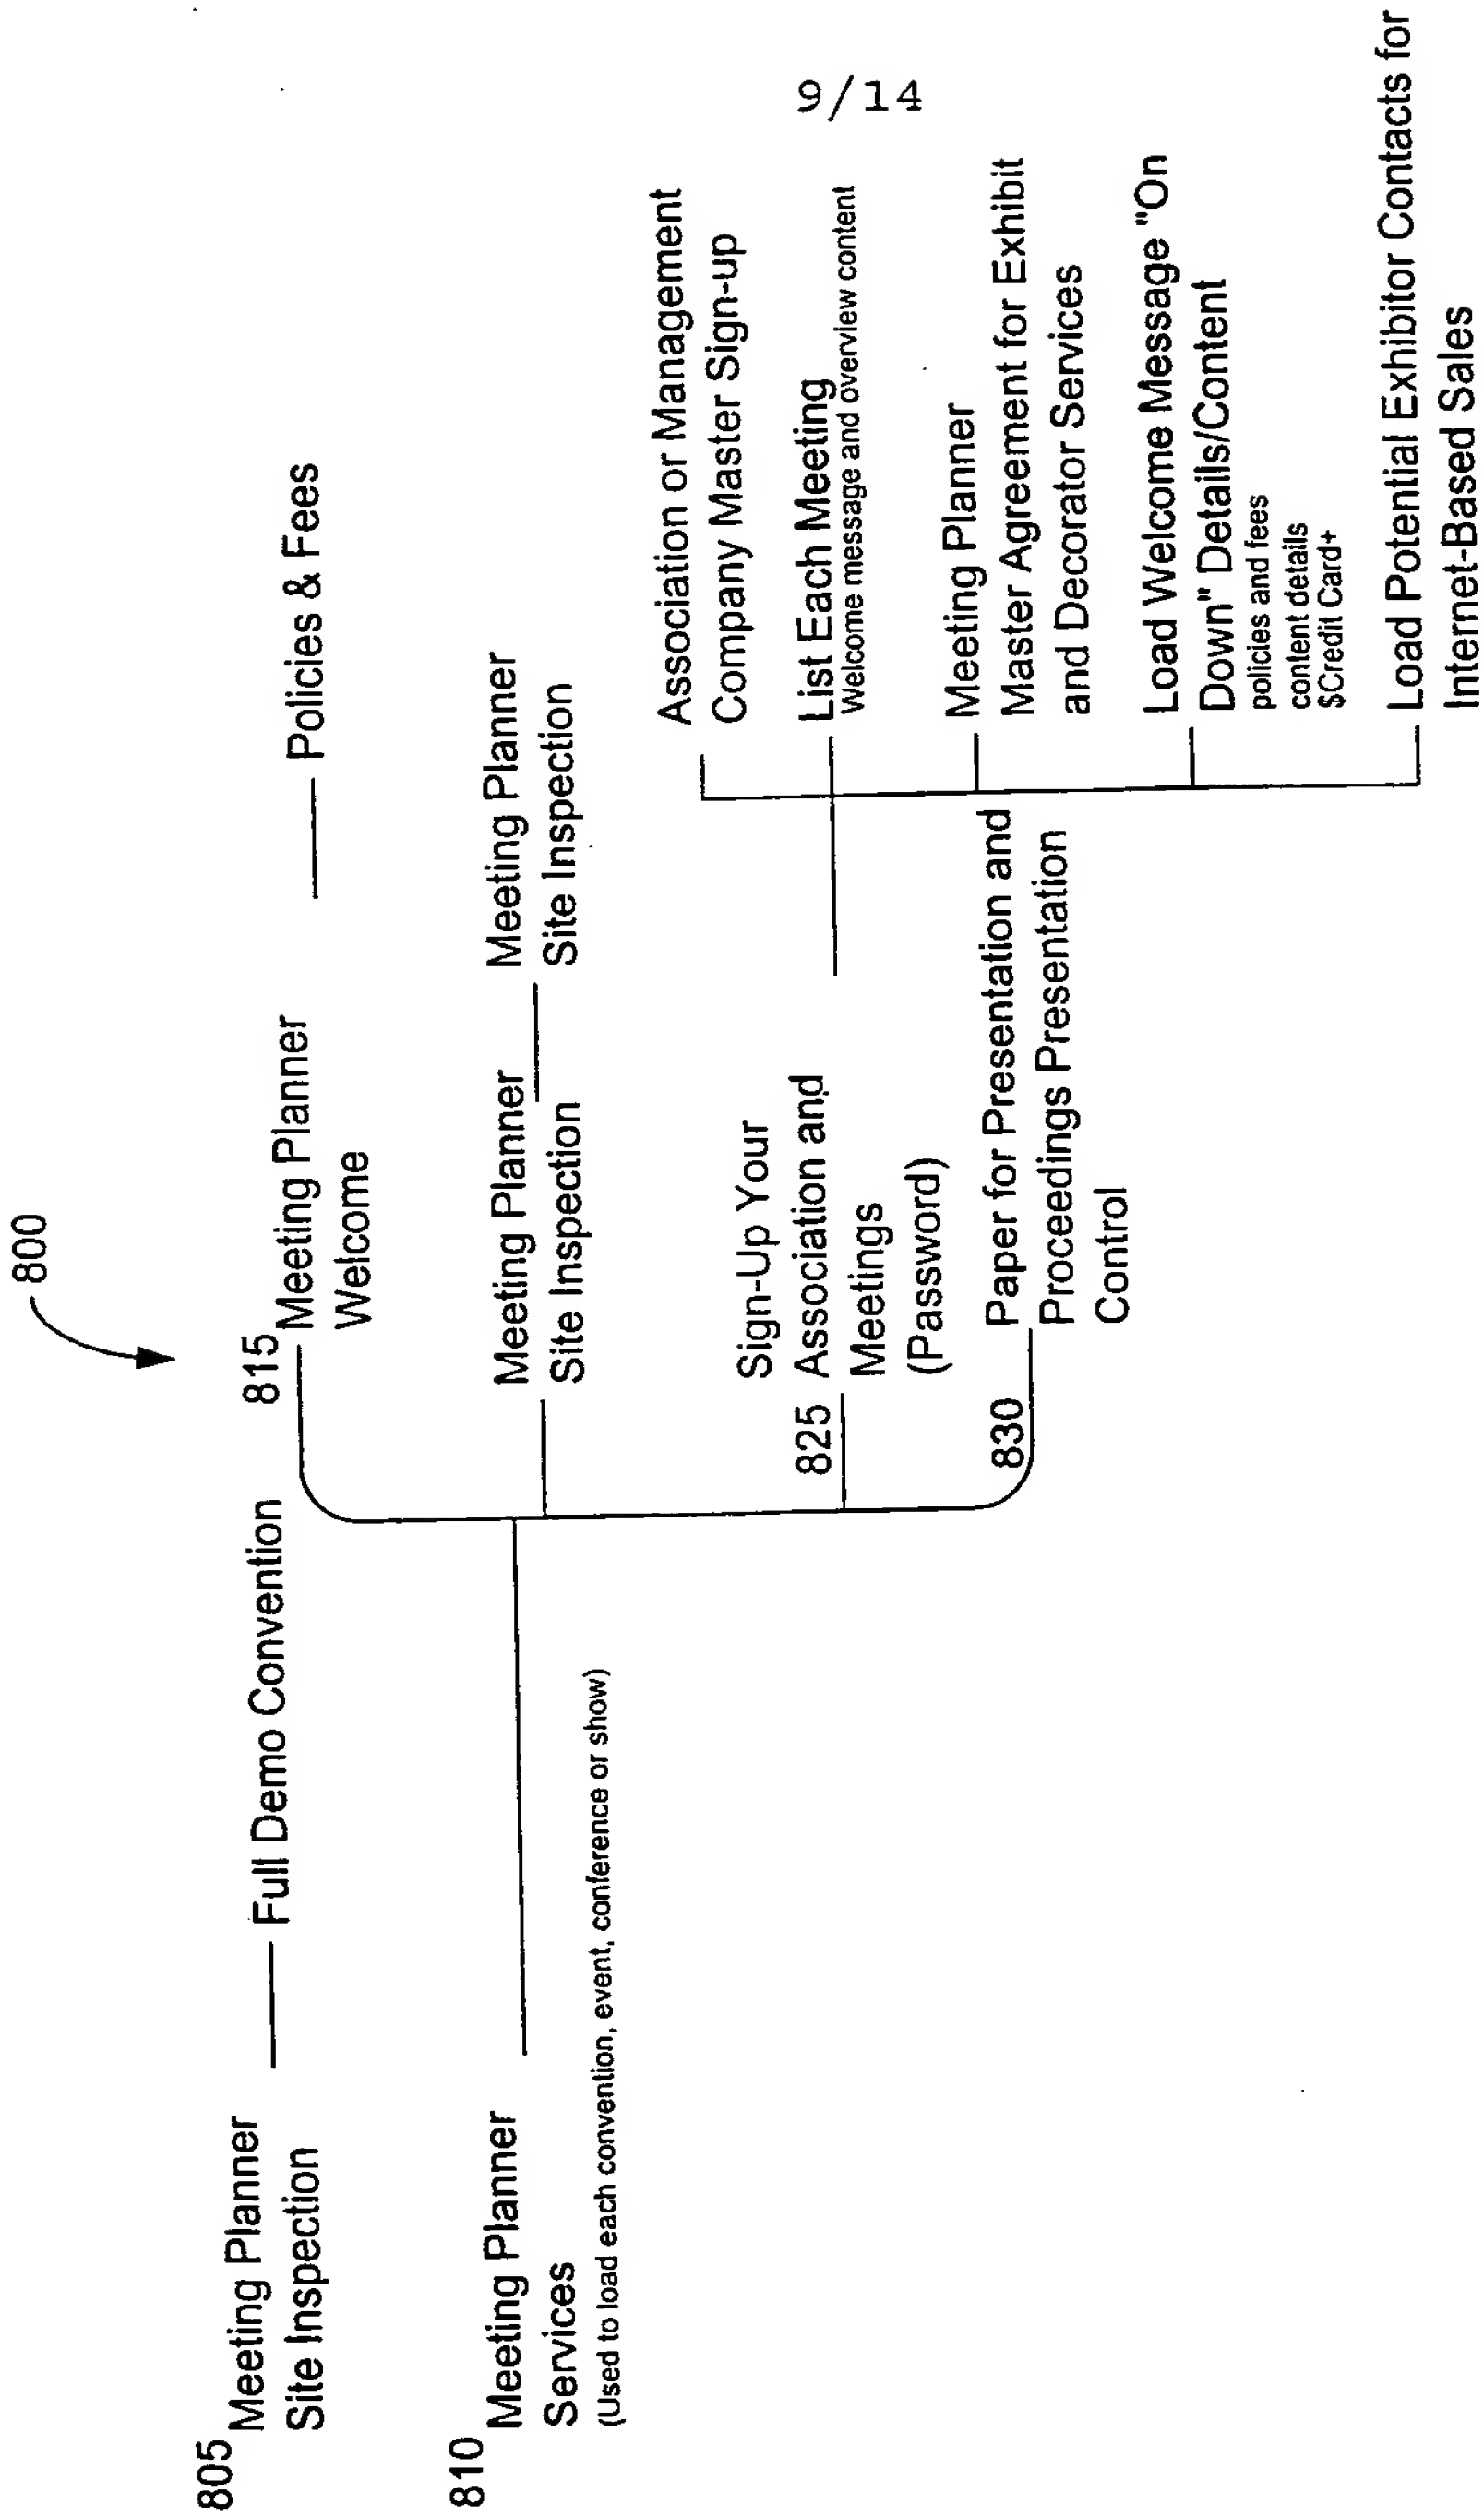 9/14
800
805
Meeting Planner
Site Inspection
Full Demo Convention
810
Meeting Planner
Services
(Used to load each convention, event, conference or show)
815
Meeting Planner
Welcome
Policies & Fees
Meeting Planner
Site Inspection
Meeting Planner
Site Inspection
825
Sign-Up Your
Association and
Meetings
(Password)
830
Paper for Presentation and
Proceedings Presentation
Control
Association or Management
Company Master Sign-up
List Each Meeting
Welcome message and overview content
Meeting Planner
Master Agreement for Exhibit
and Decorator Services
Load Welcome Message "On
Down" Details/Content
policies and fees
content details
$Credit Card+
Load Potential Exhibitor Contacts for
Internet-Based Sales